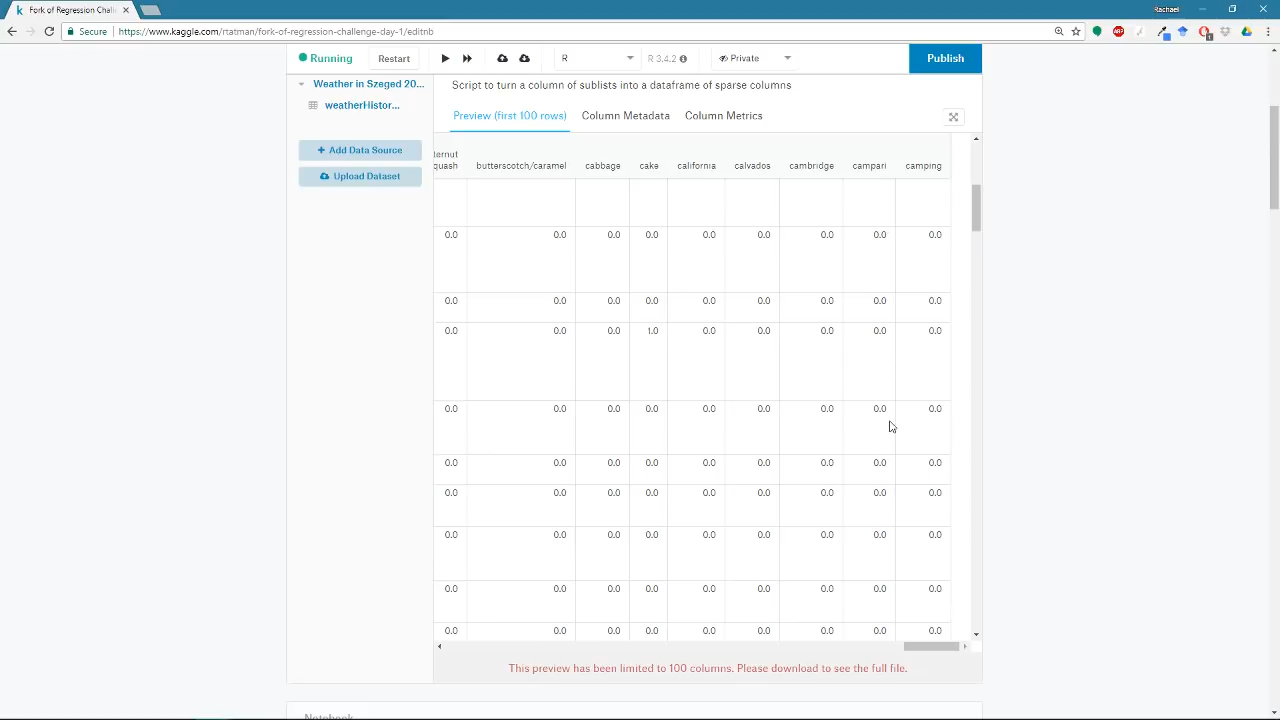 Fork of Regression Chall
Rachael
Secure
https://www.kaggle.com/rtatman/fork-of-regression-challenge-day-1/editnb
Running
Restart
R
R 3.4.2
Private
Publish
Weather in Szeged 20...
weatherHistor...
Add Data Source
Upload Dataset
Script to turn a column of sublists into a dataframe of sparse columns
Preview (first 100 rows) Column Metadata Column Metrics
ternut
quash butterscotch/caramel cabbage cake california calvados cambridge campari camping
0.0 0.0 0.0 0.0 0.0 0.0 0.0 0.0 0.0
0.0 0.0 0.0 0.0 0.0 0.0 0.0 0.0 0.0
0.0 0.0 0.0 1.0 0.0 0.0 0.0 0.0 0.0
0.0 0.0 0.0 0.0 0.0 0.0 0.0 0.0 0.0
0.0 0.0 0.0 0.0 0.0 0.0 0.0 0.0 0.0
0.0 0.0 0.0 0.0 0.0 0.0 0.0 0.0 0.0
0.0 0.0 0.0 0.0 0.0 0.0 0.0 0.0 0.0
0.0 0.0 0.0 0.0 0.0 0.0 0.0 0.0 0.0
0.0 0.0 0.0 0.0 0.0 0.0 0.0 0.0 0.0
This preview has been limited to 100 columns. Please download to see the full file.
Notebook